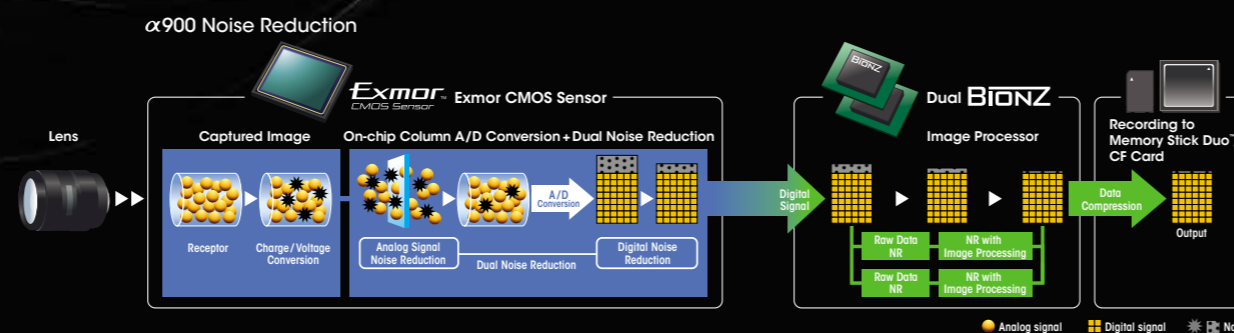 α900 Noise Reduction
Exmor™
CMOS Sensor
Exmor CMOS Sensor
BIONZ
Dual BIONZ
Lens
Captured Image
On-chip Column A/D Conversion + Dual Noise Reduction
Image Processor
Recording to
Memory Stick Duo™
CF Card
A/D
Conversion
Digital
Signal
Data
Compression
Receptor
Charge/Voltage
Conversion
Analog Signal
Noise Reduction
Dual Noise Reduction
Digital Noise
Reduction
Raw Data
NR
NR with
Image Processing
Raw Data
NR
NR with
Image Processing
Output
Analog signal
Digital signal